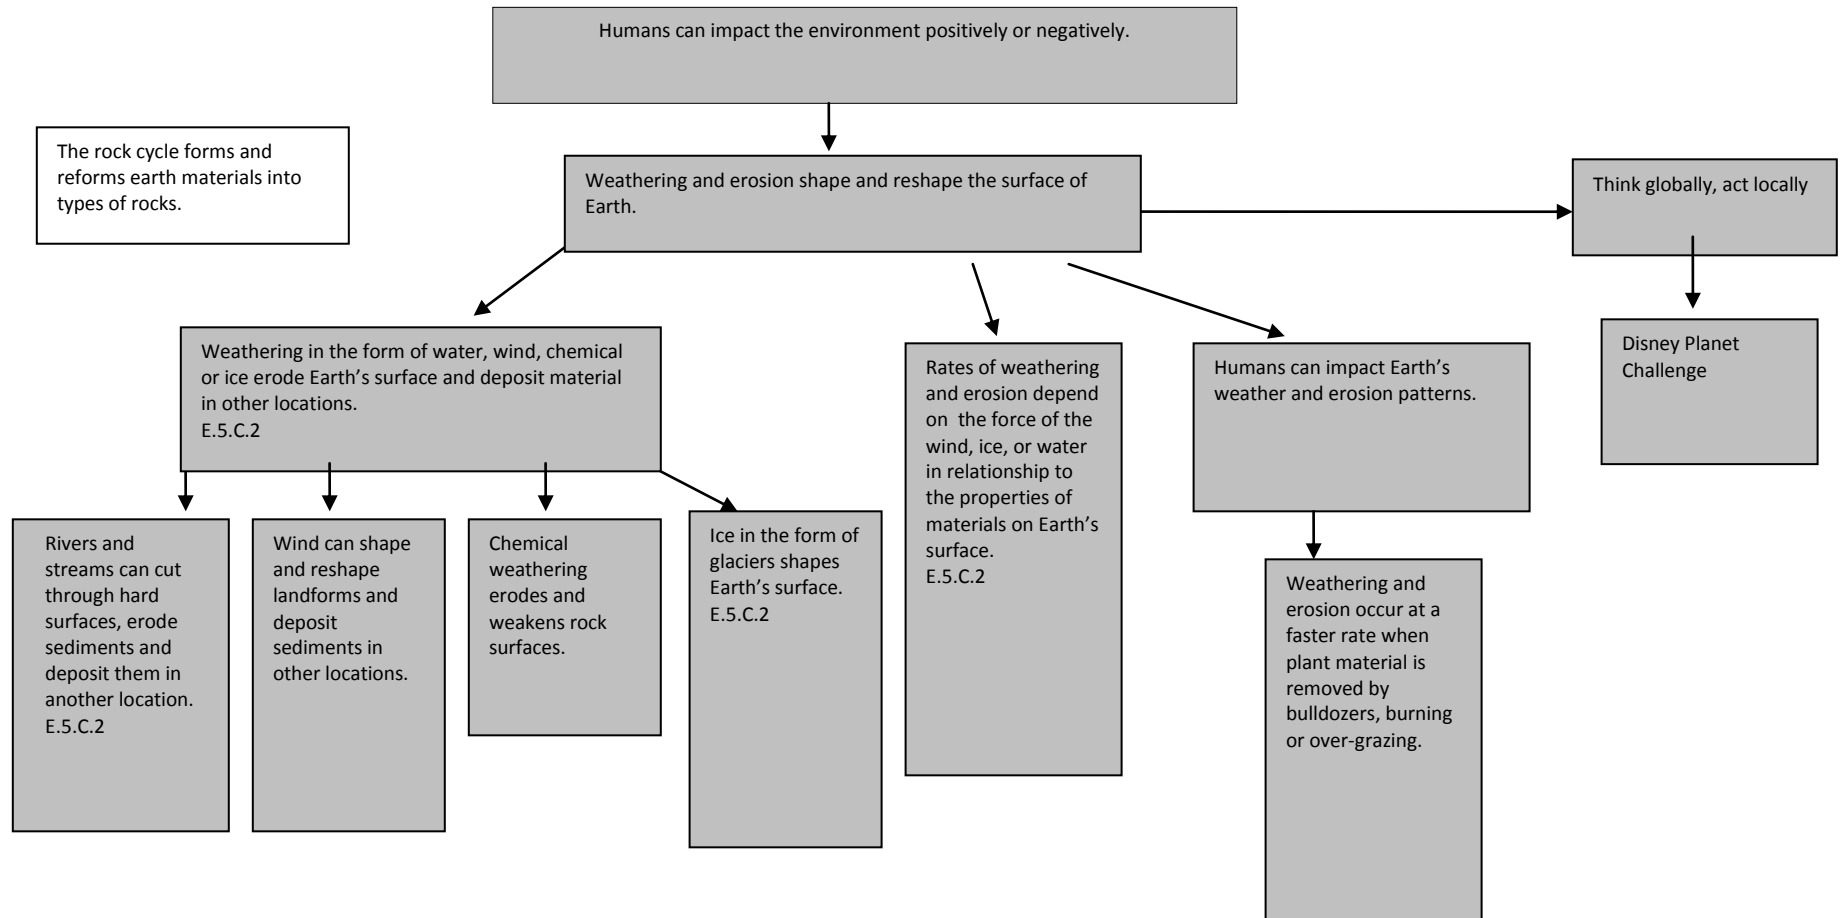 Humans can impact the environment positively or negatively.
The rock cycle forms and
reforms earth materials into
types of rocks.
Weathering and erosion shape and reshape the surface of
Earth.
Think globally, act locally
Weathering in the form of water, wind, chemical
or ice erode Earth's surface and deposit material
in other locations.
E.5.C.2
Rates of weathering
and erosion depend
on  the force of the
wind, ice, or water
in relationship to
the properties of
materials on Earth's
surface.
E.5.C.2
Humans can impact Earth's
weather and erosion patterns.
Disney Planet
Challenge
Rivers and
streams can cut
through hard
surfaces, erode
sediments and
deposit them in
another location.
E.5.C.2
Wind can shape
and reshape
landforms and
deposit
sediments in
other locations.
Chemical
weathering
erodes and
weakens rock
surfaces.
Ice in the form of
glaciers shapes
Earth's surface.
E.5.C.2
Weathering and
erosion occur at a
faster rate when
plant material is
removed by
bulldozers, burning
or over-grazing.